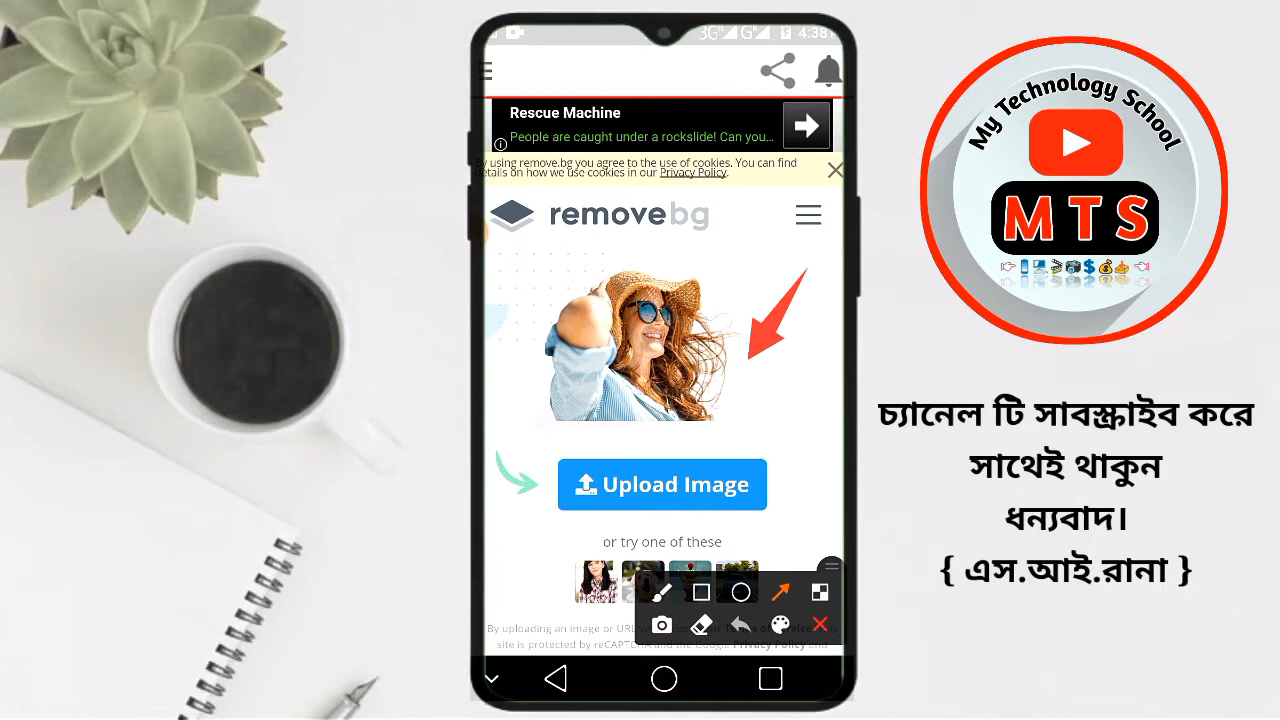 3G
G
4:38
Rescue Machine
People are caught under a rockslide! Can you...
By using remove.bg you agree to the use of cookies. You can find
details on how we use cookies in our Privacy Policy.
removebg
Upload Image
or try one of these
By uploading an image or URL
site is protected by reCAPTCHA and the Google Privacy Policy and
My Technology School
MTS
চ্যানেল টি সাবস্ক্রাইব করে
সাথেই থাকুন
ধন্যবাদ।
{ এস.আই.রানা }